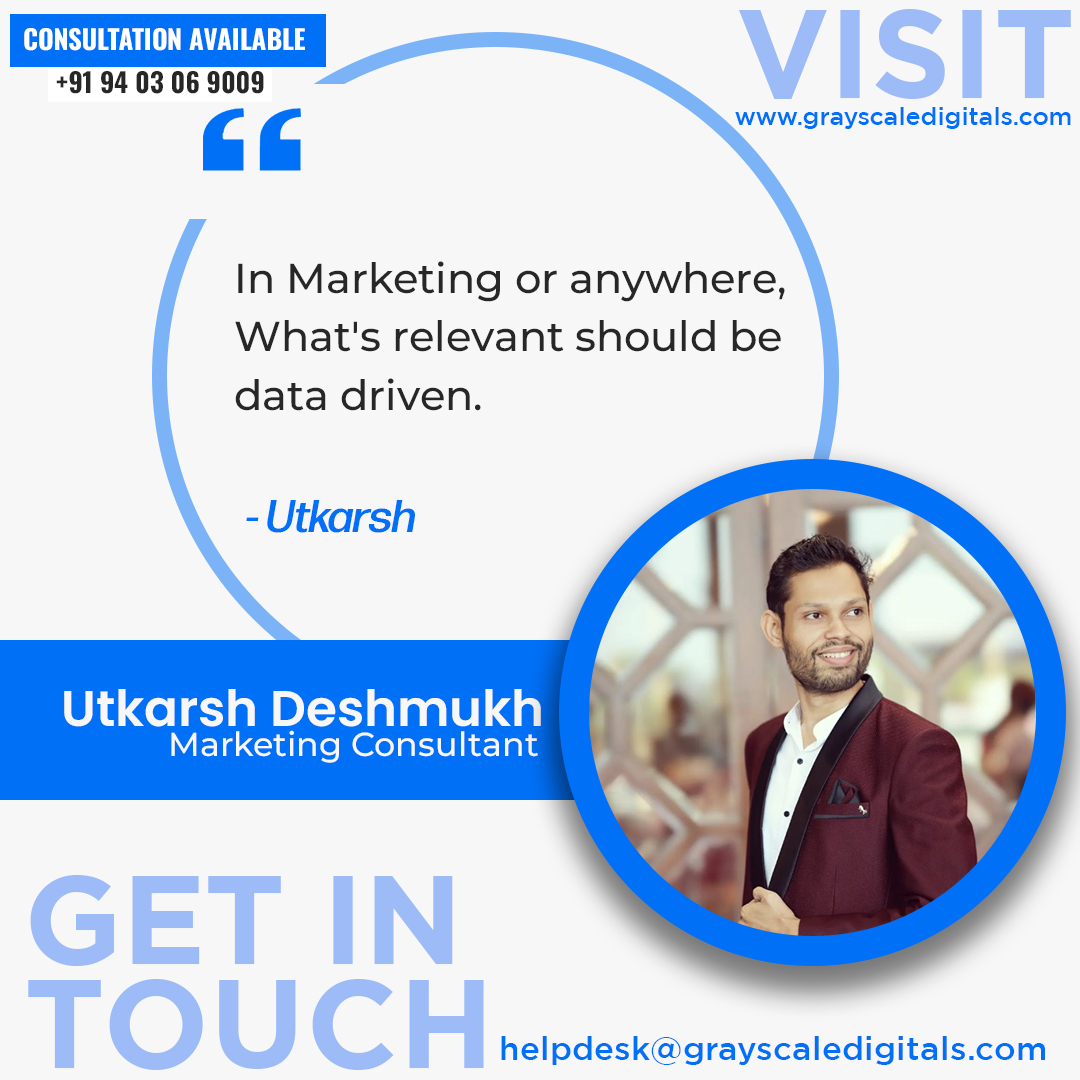 CONSULTATION AVAILABLE
+91 94 03 06 9009
VISIT
www.grayscaledigitals.com
“
In Marketing or anywhere,
What's relevant should be
data driven.
- Utkarsh
Utkarsh Deshmukh
Marketing Consultant
GET IN
TOUCH
helpdesk@grayscaledigitals.com